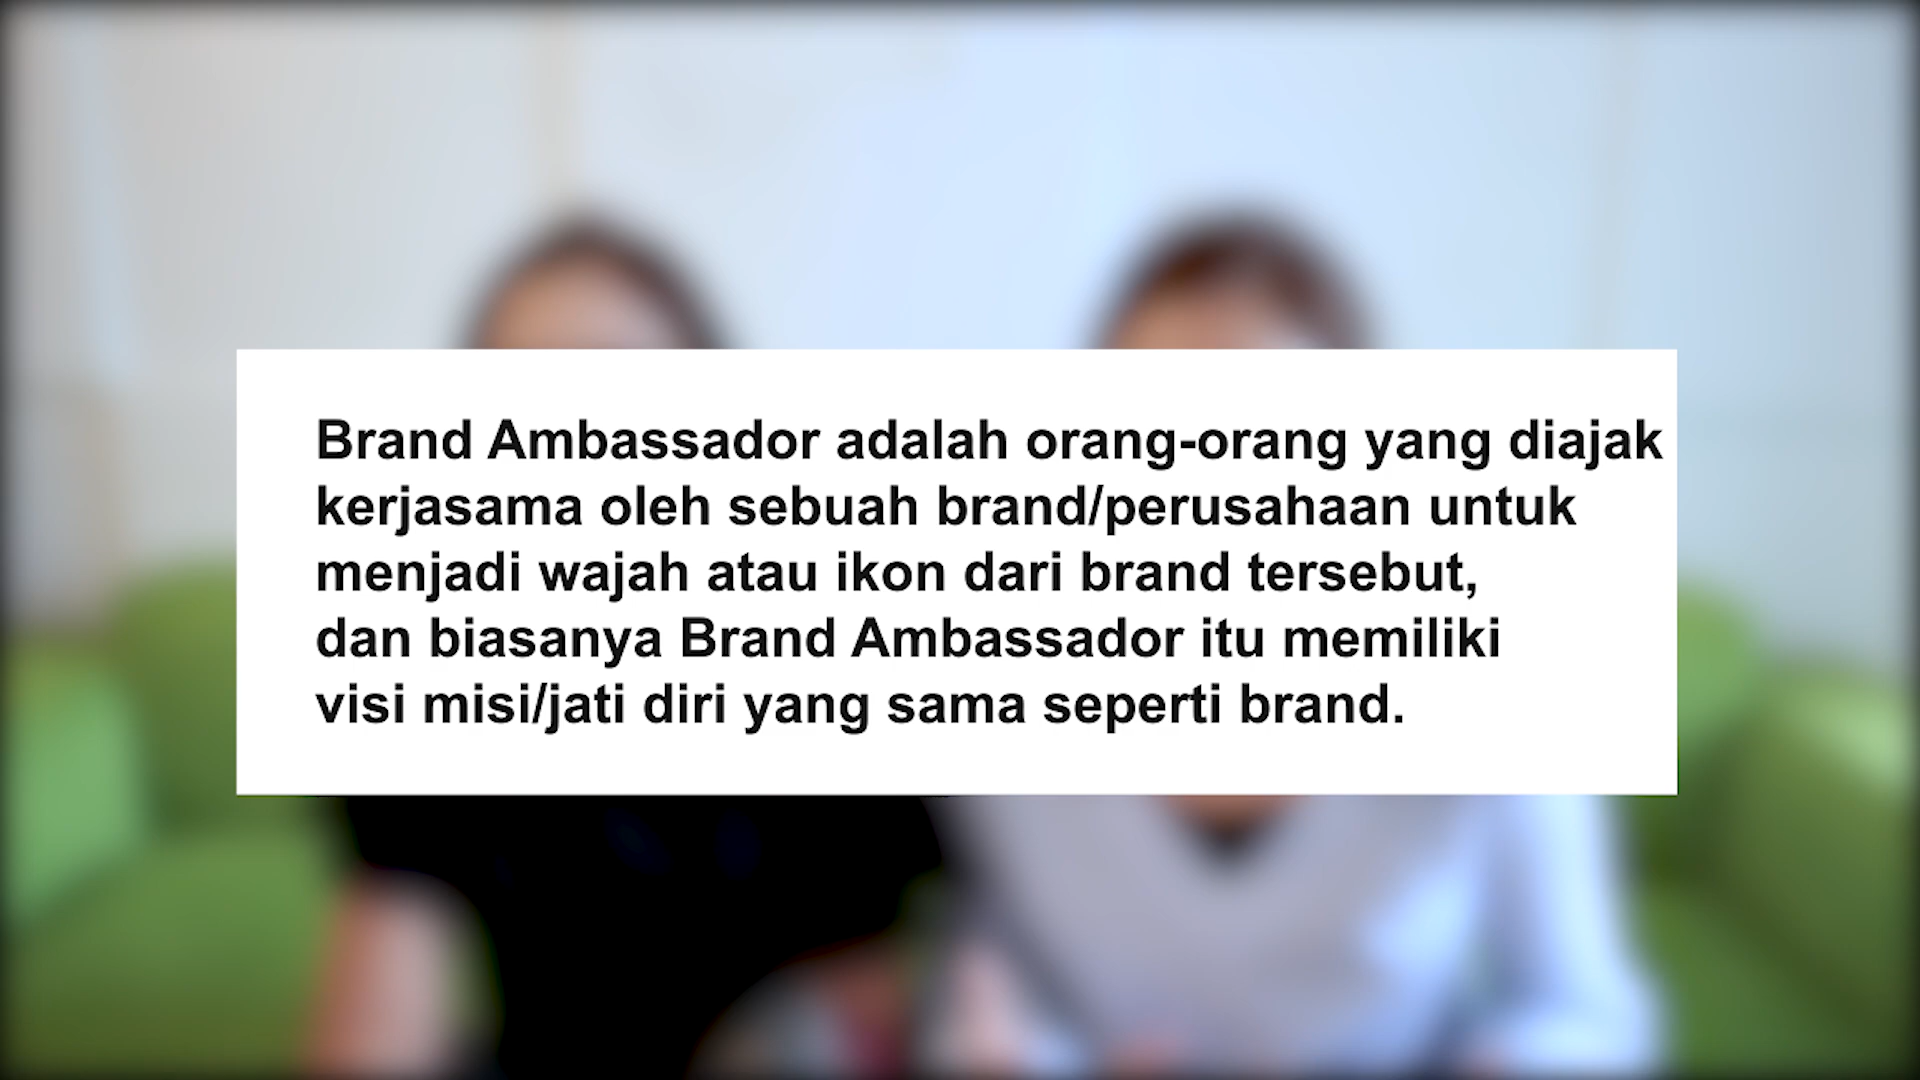 Brand Ambassador adalah orang-orang yang diajak
kerjasama oleh sebuah brand/perusahaan untuk
menjadi wajah atau ikon dari brand tersebut,
dan biasanya Brand Ambassador itu memiliki
visi misi/jati diri yang sama seperti brand.